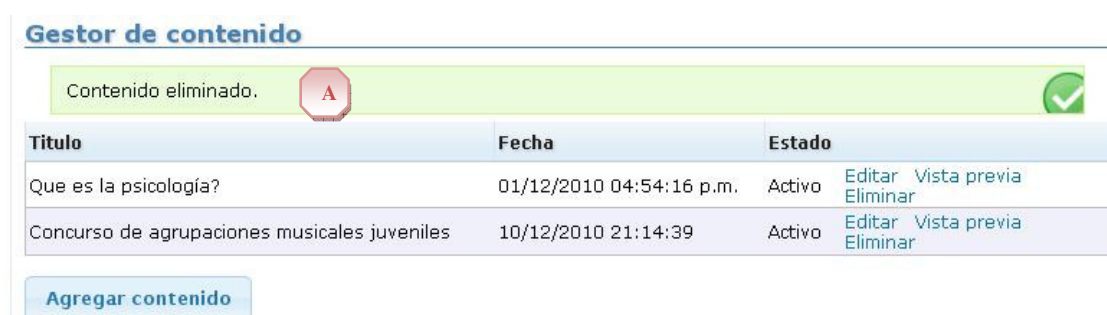 Gestor de contenido
Contenido eliminado. A
Titulo Fecha Estado
Que es la psicología? 01/12/2010 04:54:16 p.m. Activo Editar Vista previa
Eliminar
Concurso de agrupaciones musicales juveniles 10/12/2010 21:14:39 Activo Editar Vista previa
Eliminar
Agregar contenido